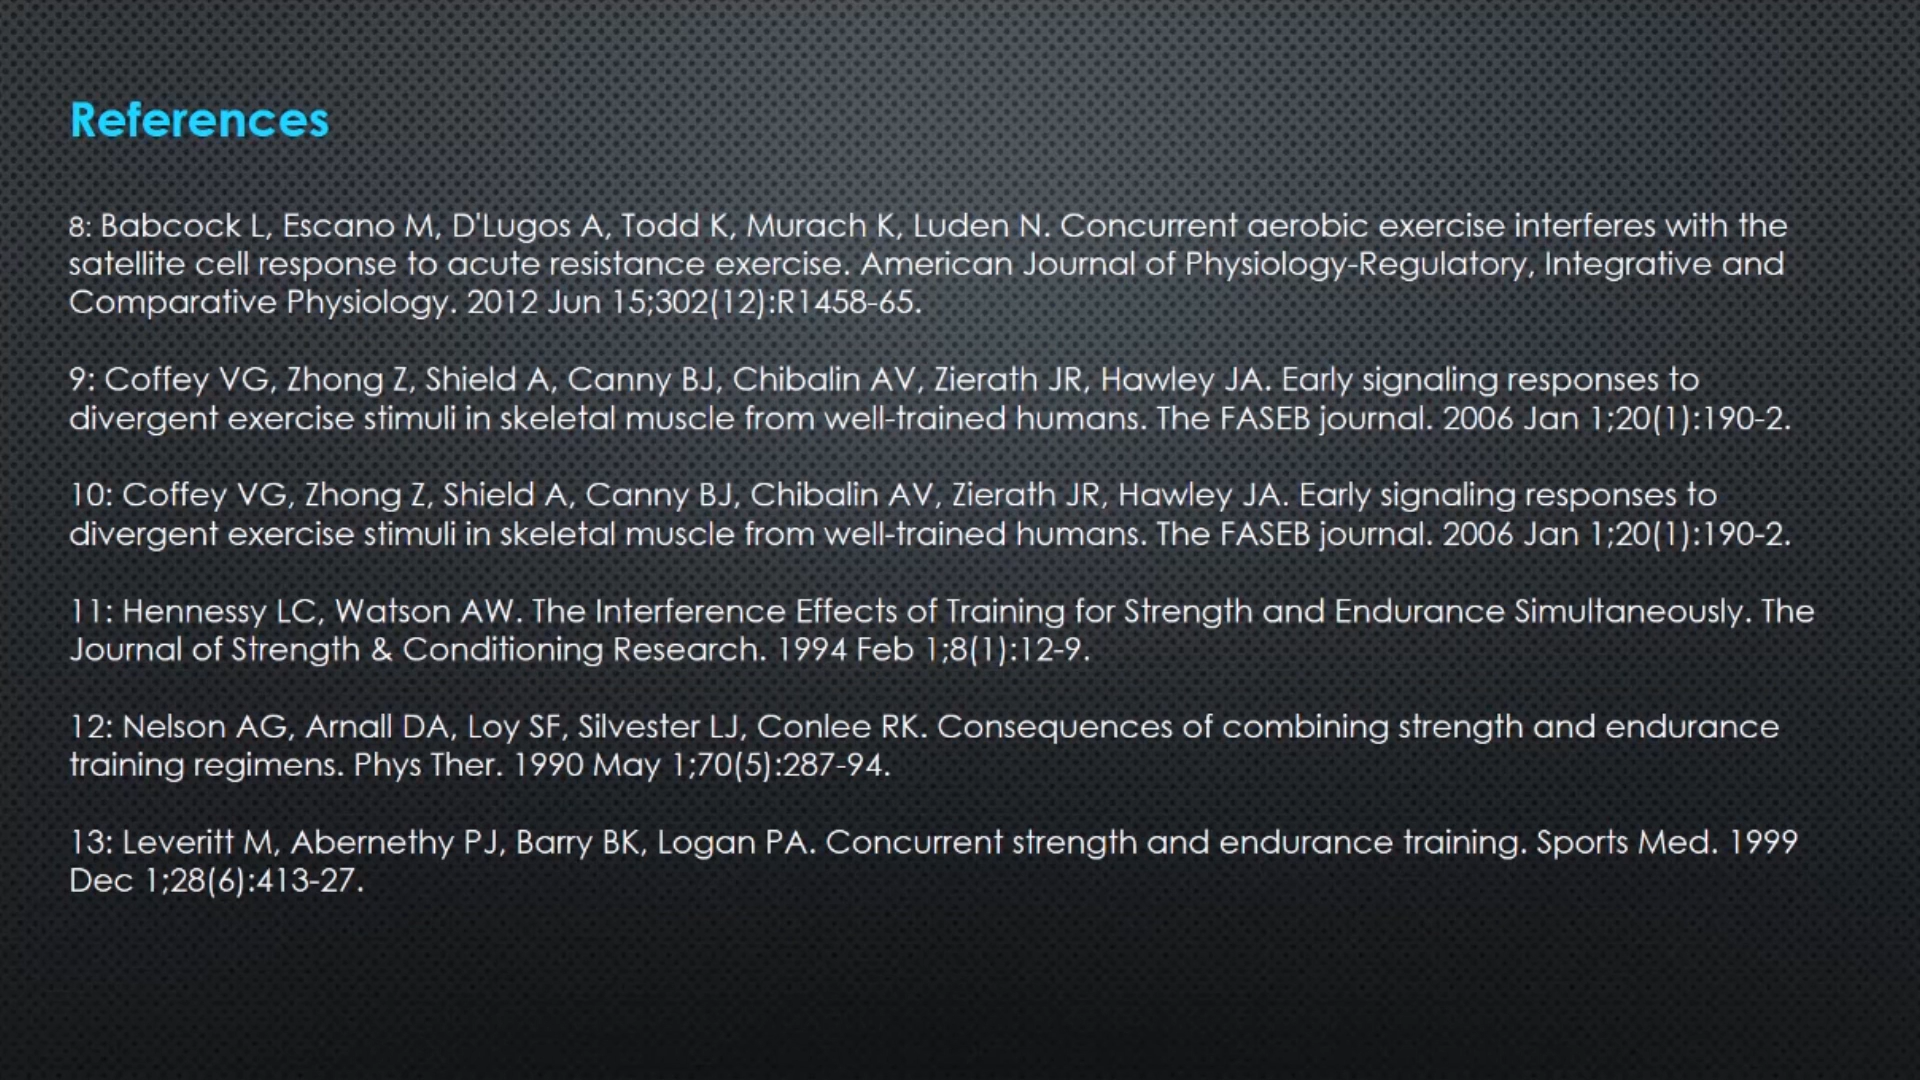 References
8: Babcock L, Escano M, D'Lugos A, Todd K, Murach K, Luden N. Concurrent aerobic exercise interferes with the
satellite cell response to acute resistance exercise. American Journal of Physiology-Regulatory, Integrative and
Comparative Physiology. 2012 Jun 15;302(12):R1458-65.
9: Coffey VG, Zhong Z, Shield A, Canny BJ, Chibalin AV, Zierath JR, Hawley JA. Early signaling responses to
divergent exercise stimuli in skeletal muscle from well-trained humans. The FASEB journal. 2006 Jan 1;20(1):190-2.
10: Coffey VG, Zhong Z, Shield A, Canny BJ, Chibalin AV, Zierath JR, Hawley JA. Early signaling responses to
divergent exercise stimuli in skeletal muscle from well-trained humans. The FASEB journal. 2006 Jan 1;20(1):190-2.
11: Hennessy LC, Watson AW. The Interference Effects of Training for Strength and Endurance Simultaneously. The
Journal of Strength & Conditioning Research. 1994 Feb 1;8(1):12-9.
12: Nelson AG, Arnall DA, Loy SF, Silvester LJ, Conlee RK. Consequences of combining strength and endurance
training regimens. Phys Ther. 1990 May 1;70(5):287-94.
13: Leveritt M, Abernethy PJ, Barry BK, Logan PA. Concurrent strength and endurance training. Sports Med. 1999
Dec 1;28(6):413-27.